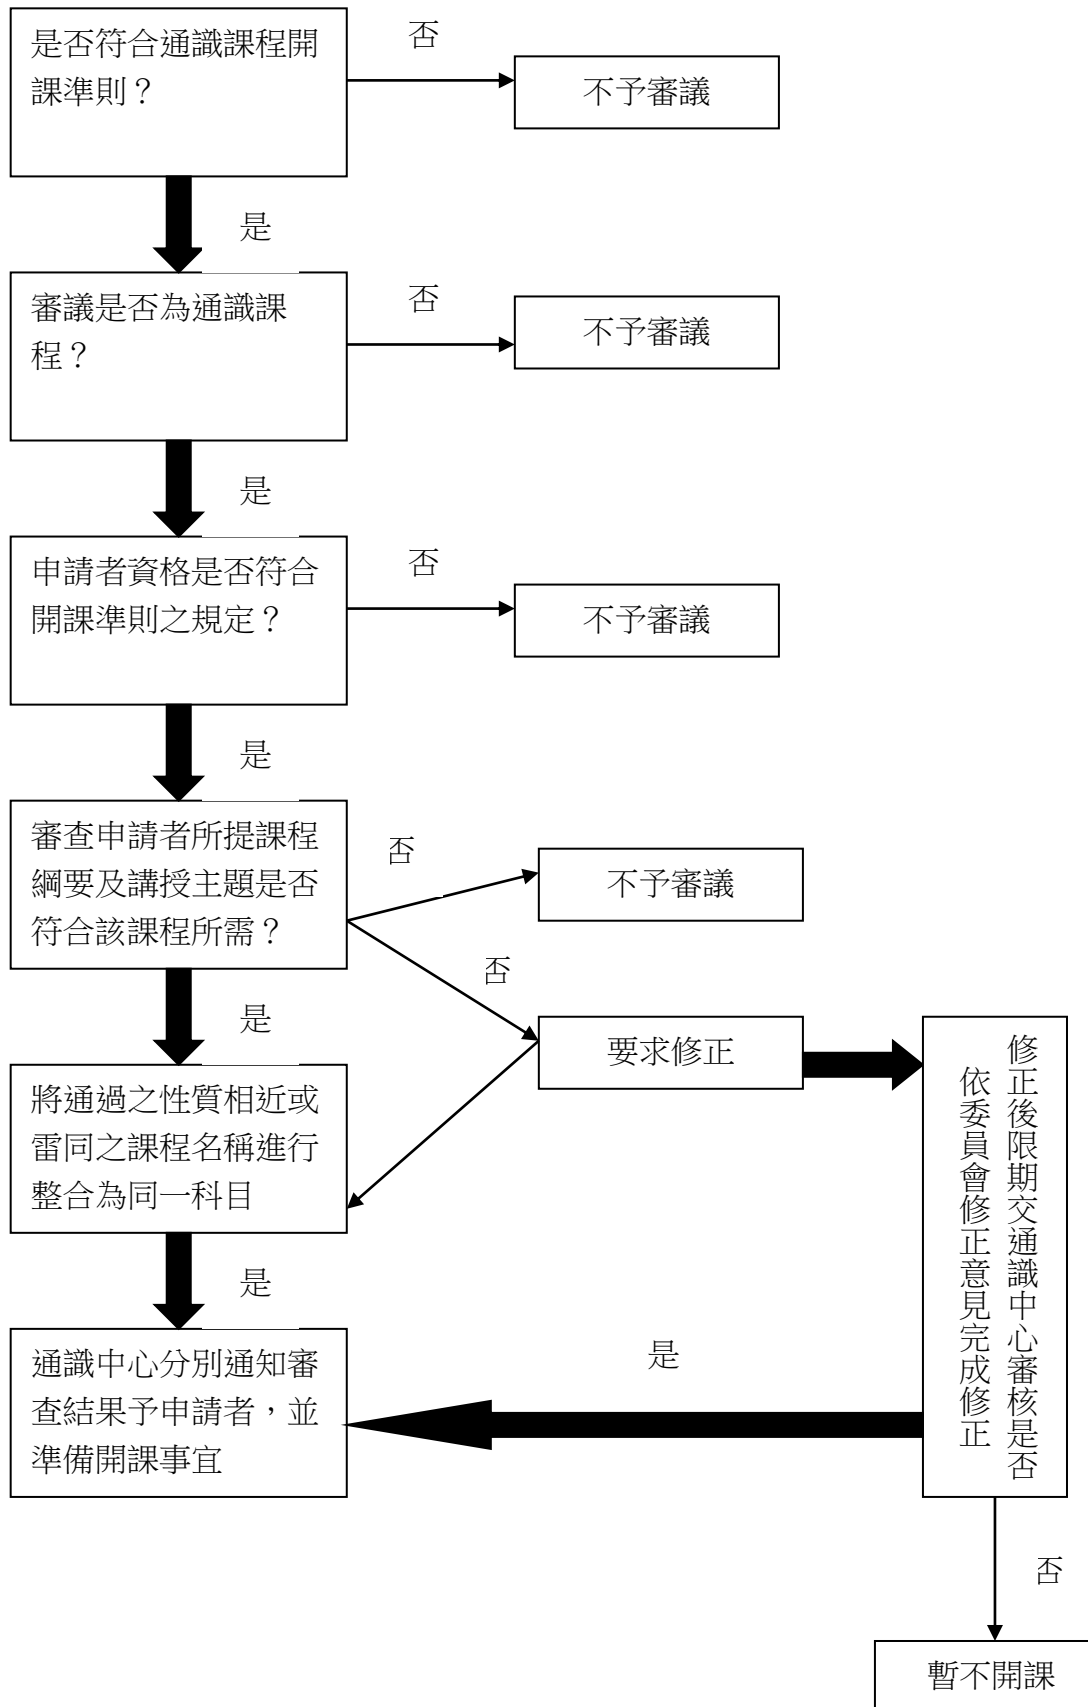 是否符合通識課程開
課準則？
否
不予審議
是
審議是否為通識課
程？
否
不予審議
是
申請者資格是否符合
開課準則之規定？
否
不予審議
是
審查申請者所提課程
綱要及講授主題是否
符合該課程所需？
否
不予審議
否
要求修正
是
將通過之性質相近或
雷同之課程名稱進行
整合為同一科目
修正後限期交通識中心審核是否
依委員會修正意見完成修正
是
通識中心分別通知審
查結果予申請者，並
準備開課事宜
是
否
暫不開課